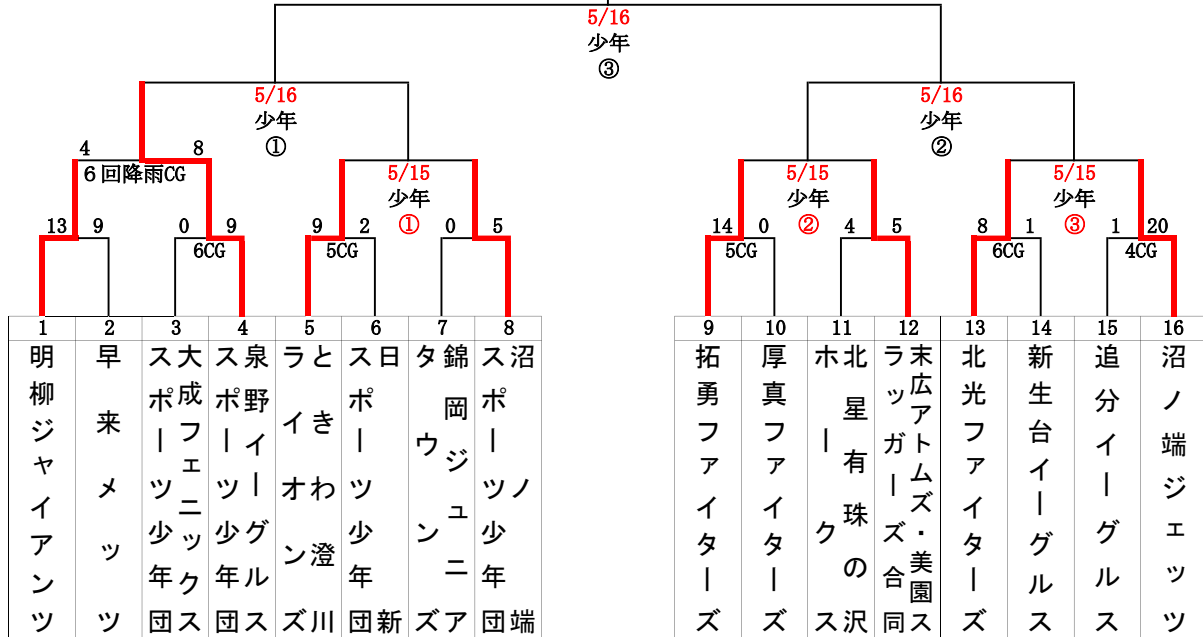 5/16
少年
③
5/16
少年
①
5/16
少年
②
4 8
6回降雨CG
5/15
少年
①
5/15
少年
②
5/15
少年
③
13 9 0 9 9 2 0 5 14 0 4 5 8 1 1 20
6CG 5CG 5CG 6CG 4CG
1 2 3 4 5 6 7 8 9 10 11 12 13 14 15 16
明柳ジャイアンツ
早来メッツ
大成フェニックス
スポーツ少年団
泉野イーグルス
スポーツ少年団
ときわ澄川
ライオンズ
日新
スポーツ少年団
錦岡ジュニア
タウンズ
沼ノ端
スポーツ少年団
拓勇ファイターズ
厚真ファイターズ
北星有珠の沢
ホークス
末広アトムズ・美園
ラッガーズ合同
北光ファイターズ
新生台イーグルス
追分イーグルス
沼ノ端ジェッツ